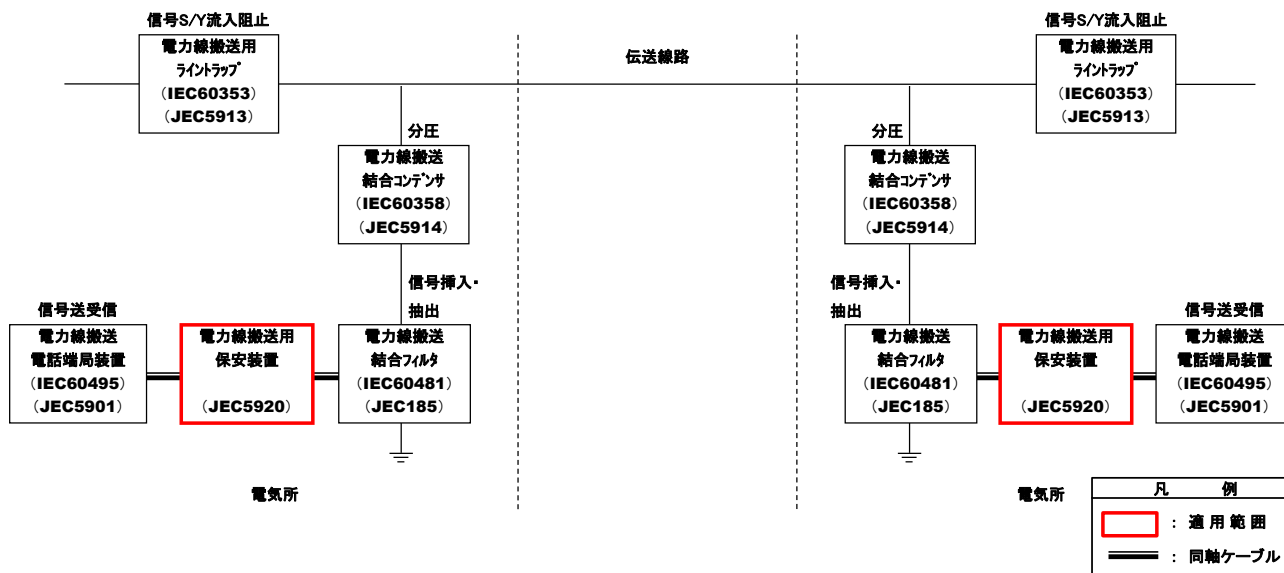 信号S/Y流入阻止
電力線搬送用
ﾗｲﾝﾄﾗｯﾌﾟ
（IEC60353）
（JEC5913）
伝送線路
信号S/Y流入阻止
電力線搬送用
ﾗｲﾝﾄﾗｯﾌﾟ
（IEC60353）
（JEC5913）
分圧
電力線搬送
結合ｺﾝﾃﾞﾝｻ
（IEC60358）
（JEC5914）
分圧
電力線搬送
結合ｺﾝﾃﾞﾝｻ
（IEC60358）
（JEC5914）
信号挿入・
抽出
信号挿入・
抽出
信号送受信
電力線搬送
電話端局装置
（IEC60495）
（JEC5901）
電力線搬送用
保安装置
（JEC5920）
電力線搬送
結合ﾌｨﾙﾀ
（IEC60481）
（JEC185）
電力線搬送
結合ﾌｨﾙﾀ
（IEC60481）
（JEC185）
電力線搬送用
保安装置
（JEC5920）
信号送受信
電力線搬送
電話端局装置
（IEC60495）
（JEC5901）
電気所
電気所
凡　例
：適用範囲
：同軸ケーブル